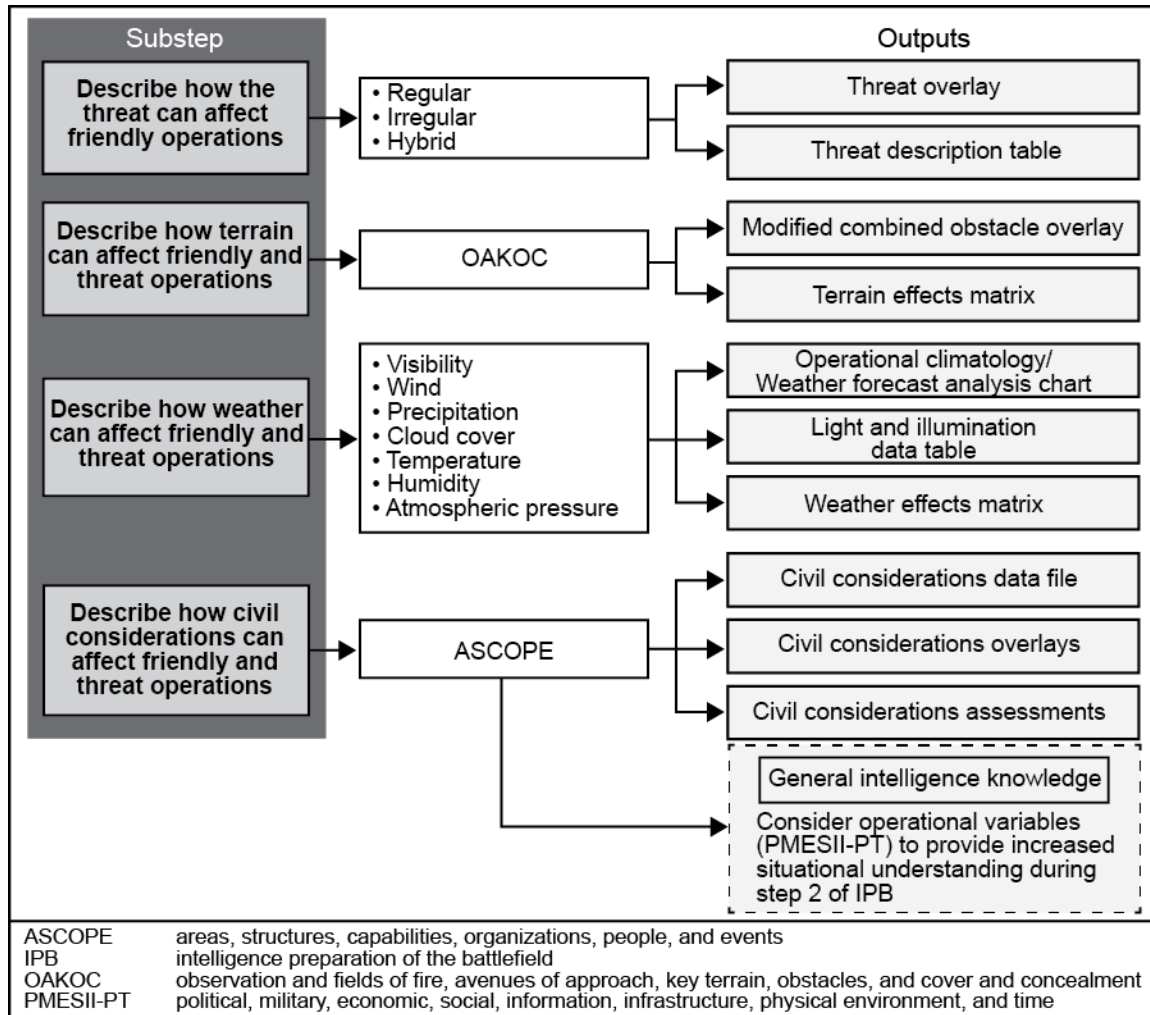 Substep
Outputs
Describe how the
threat can affect
friendly operations
• Regular
• Irregular
• Hybrid
Threat overlay
Threat description table
Describe how terrain
can affect friendly and
threat operations
OAKOC
Modified combined obstacle overlay
Terrain effects matrix
Describe how weather
can affect friendly and
threat operations
• Visibility
• Wind
• Precipitation
• Cloud cover
• Temperature
• Humidity
• Atmospheric pressure
Operational climatology/
Weather forecast analysis chart
Light and illumination
data table
Weather effects matrix
Describe how civil
considerations can
affect friendly and
threat operations
ASCOPE
Civil considerations data file
Civil considerations overlays
Civil considerations assessments
General intelligence knowledge
Consider operational variables
(PMESII-PT) to provide increased
situational understanding during
step 2 of IPB
ASCOPE areas, structures, capabilities, organizations, people, and events
IPB intelligence preparation of the battlefield
OAKOC observation and fields of fire, avenues of approach, key terrain, obstacles, and cover and concealment
PMESII-PT political, military, economic, social, information, infrastructure, physical environment, and time